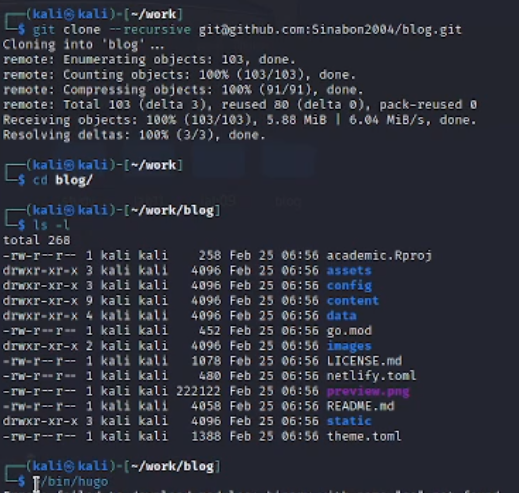 ┌──(kali㉿kali)-[~/work]
└─$ git clone --recursive git@github.com:Sinabon2004/blog.git
Cloning into 'blog'...
remote: Enumerating objects: 103, done.
remote: Counting objects: 100% (103/103), done.
remote: Compressing objects: 100% (91/91), done.
remote: Total 103 (delta 3), reused 80 (delta 0), pack-reused 0
Receiving objects: 100% (103/103), 5.88 MiB | 6.04 MiB/s, done.
Resolving deltas: 100% (3/3), done.
┌──(kali㉿kali)-[~/work]
└─$ cd blog/
┌──(kali㉿kali)-[~/work/blog]
└─$ ls -l
total 268
-rw-r--r-- 1 kali kali 258 Feb 25 06:56 academic.Rproj
drwxr-xr-x 3 kali kali 4096 Feb 25 06:56 assets
drwxr-xr-x 3 kali kali 4096 Feb 25 06:56 config
drwxr-xr-x 9 kali kali 4096 Feb 25 06:56 content
drwxr-xr-x 4 kali kali 4096 Feb 25 06:56 data
-rw-r--r-- 1 kali kali 452 Feb 25 06:56 go.mod
drwxr-xr-x 2 kali kali 4096 Feb 25 06:56 images
-rw-r--r-- 1 kali kali 1078 Feb 25 06:56 LICENSE.md
-rw-r--r-- 1 kali kali 480 Feb 25 06:56 netlify.toml
-rw-r--r-- 1 kali kali 222122 Feb 25 06:56 preview.png
-rw-r--r-- 1 kali kali 4058 Feb 25 06:56 README.md
drwxr-xr-x 3 kali kali 4096 Feb 25 06:56 static
-rw-r--r-- 1 kali kali 1388 Feb 25 06:56 theme.toml
┌──(kali㉿kali)-[~/work/blog]
└─$ /bin/hugo